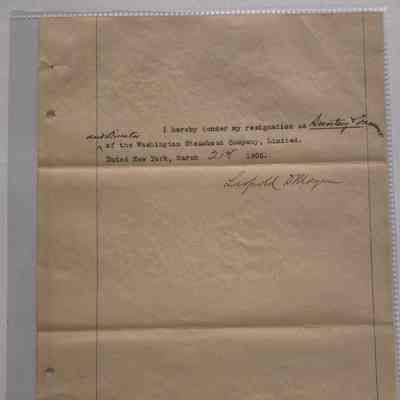 I hereby tender my resignation as Secretary & Treasurer
and Director
of the Washington Steamboat Company, Limited.
Dated New York, March 21st 1905.
Leopold